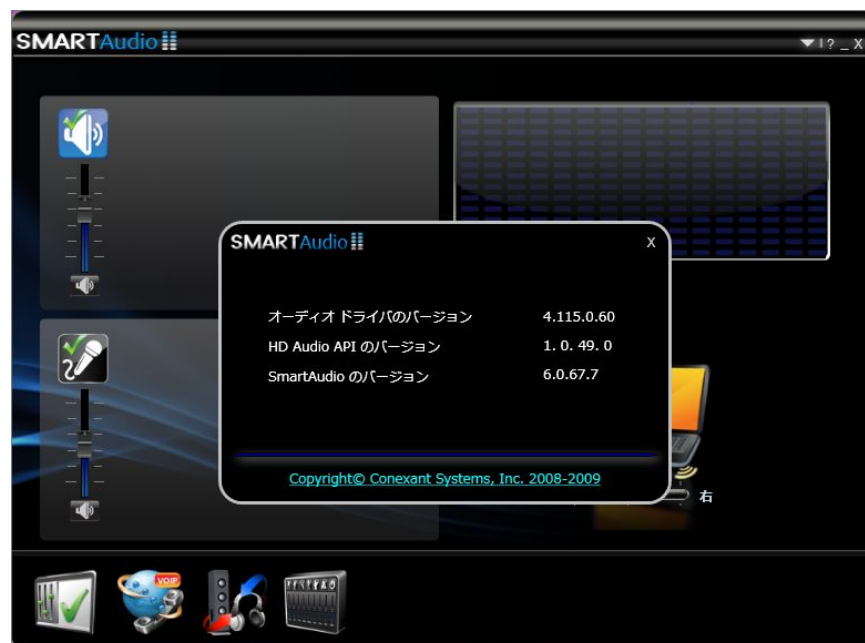 SMARTAudio
? _ X
SMARTAudio
X
オーディオ ドライバのバージョン 4.115.0.60
HD Audio API のバージョン 1. 0. 49. 0
SmartAudio のバージョン 6.0.67.7
Copyright© Conexant Systems, Inc. 2008-2009
右
VOIP